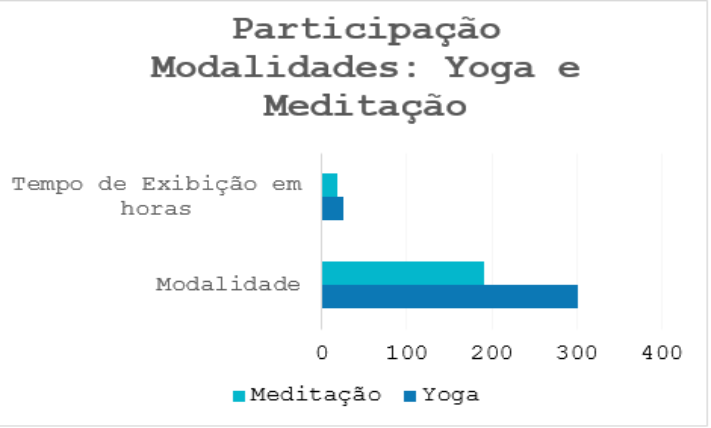 Participação
Modalidades: Yoga e
Meditação
Tempo de Exibição em
horas
Modalidade
0 100 200 300 400
Meditação Yoga